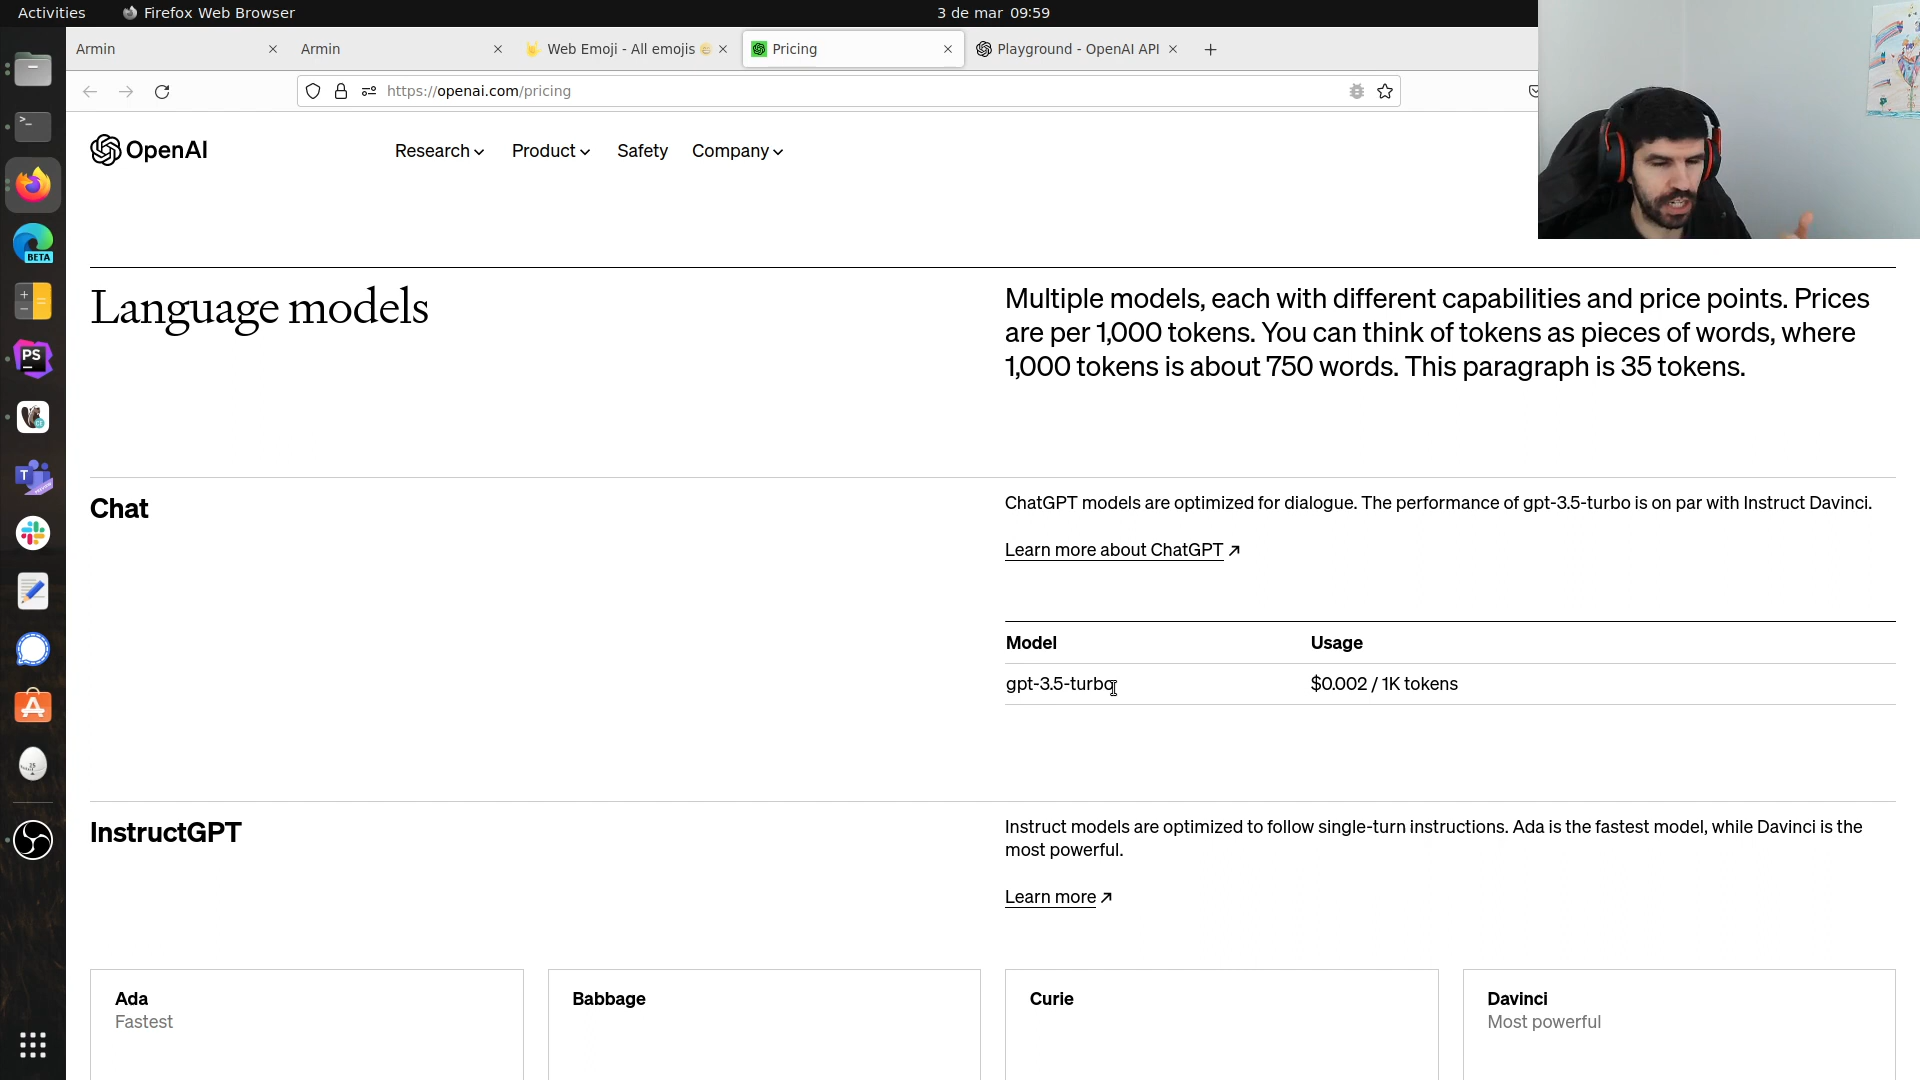 Activities
Firefox Web Browser
3 de mar 09:59
Armin
Armin
Web Emoji - All emojis
Pricing
Playground - OpenAI API
https://openai.com/pricing
OpenAI
Research
Product
Safety
Company
Language models
Multiple models, each with different capabilities and price points. Prices
are per 1,000 tokens. You can think of tokens as pieces of words, where
1,000 tokens is about 750 words. This paragraph is 35 tokens.
Chat
ChatGPT models are optimized for dialogue. The performance of gpt-3.5-turbo is on par with Instruct Davinci.
Learn more about ChatGPT ↗
Model Usage
gpt-3.5-turbo $0.002 / 1K tokens
InstructGPT
Instruct models are optimized to follow single-turn instructions. Ada is the fastest model, while Davinci is the
most powerful.
Learn more ↗
Ada
Fastest
Babbage
Curie
Davinci
Most powerful
BETA
PS
T